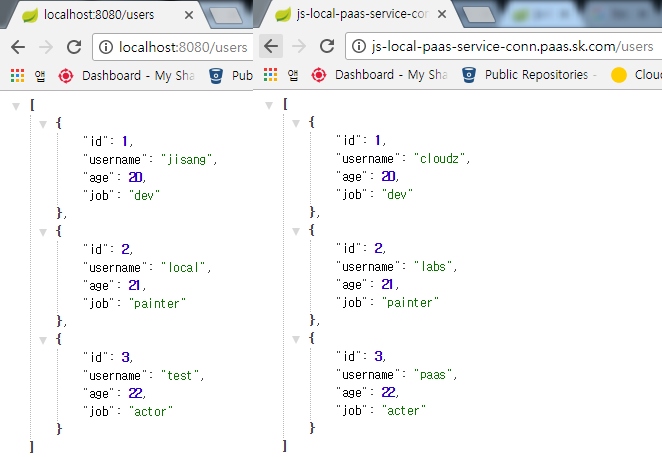 localhost:8080/users
localhost:8080/users
앱 Dashboard - My Sha Pub
[
{
"id": 1,
"username": "jisang",
"age": 20,
"job": "dev"
},
{
"id": 2,
"username": "local",
"age": 21,
"job": "painter"
},
{
"id": 3,
"username": "test",
"age": 22,
"job": "actor"
}
]
js-local-paas-service-conn
js-local-paas-service-conn.paas.sk.com/users
앱 Dashboard - My Sha Public Repositories - Cloud
[
{
"id": 1,
"username": "cloudz",
"age": 20,
"job": "dev"
},
{
"id": 2,
"username": "labs",
"age": 21,
"job": "painter"
},
{
"id": 3,
"username": "paas",
"age": 22,
"job": "acter"
}
]